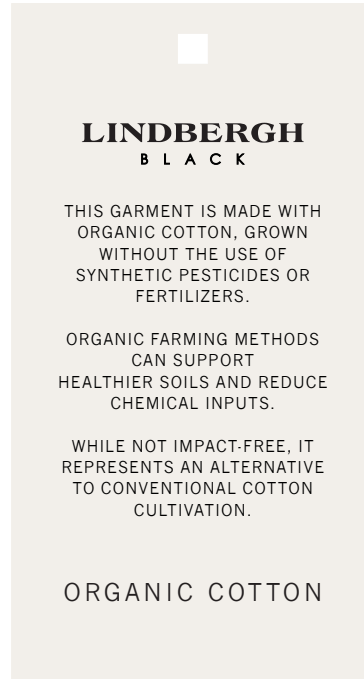 LINDBERGH
BLACK
THIS GARMENT IS MADE WITH
ORGANIC COTTON, GROWN
WITHOUT THE USE OF
SYNTHETIC PESTICIDES OR
FERTILIZERS.
ORGANIC FARMING METHODS
CAN SUPPORT
HEALTHIER SOILS AND REDUCE
CHEMICAL INPUTS.
WHILE NOT IMPACT-FREE, IT
REPRESENTS AN ALTERNATIVE
TO CONVENTIONAL COTTON
CULTIVATION.
ORGANIC COTTON